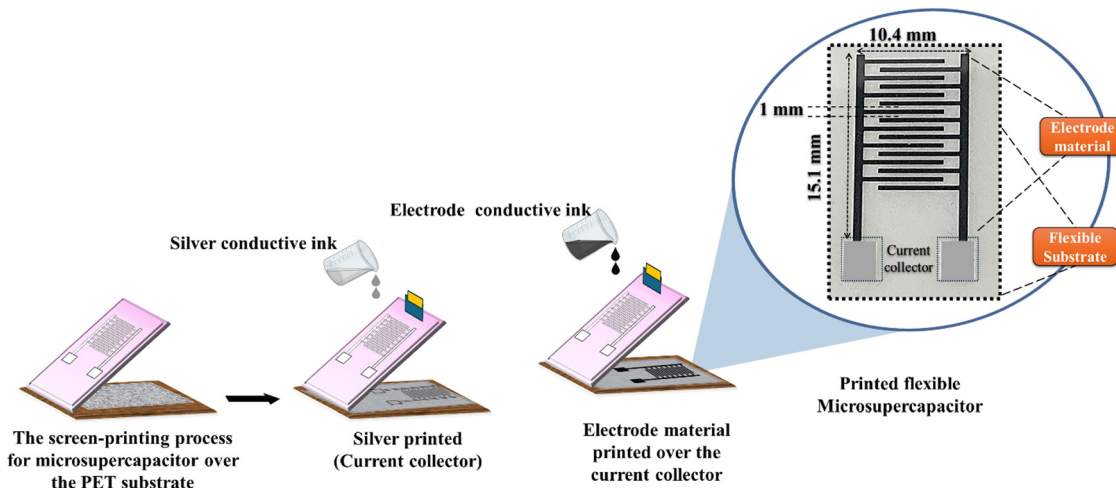 10.4 mm
1 mm
15.1 mm
Electrode
material
Flexible
Substrate
Current
collector
Electrode conductive ink
Silver conductive ink
The screen-printing process
for microsupercapacitor over
the PET substrate
Silver printed
(Current collector)
Electrode material
printed over the
current collector
Printed flexible
Microsupercapacitor